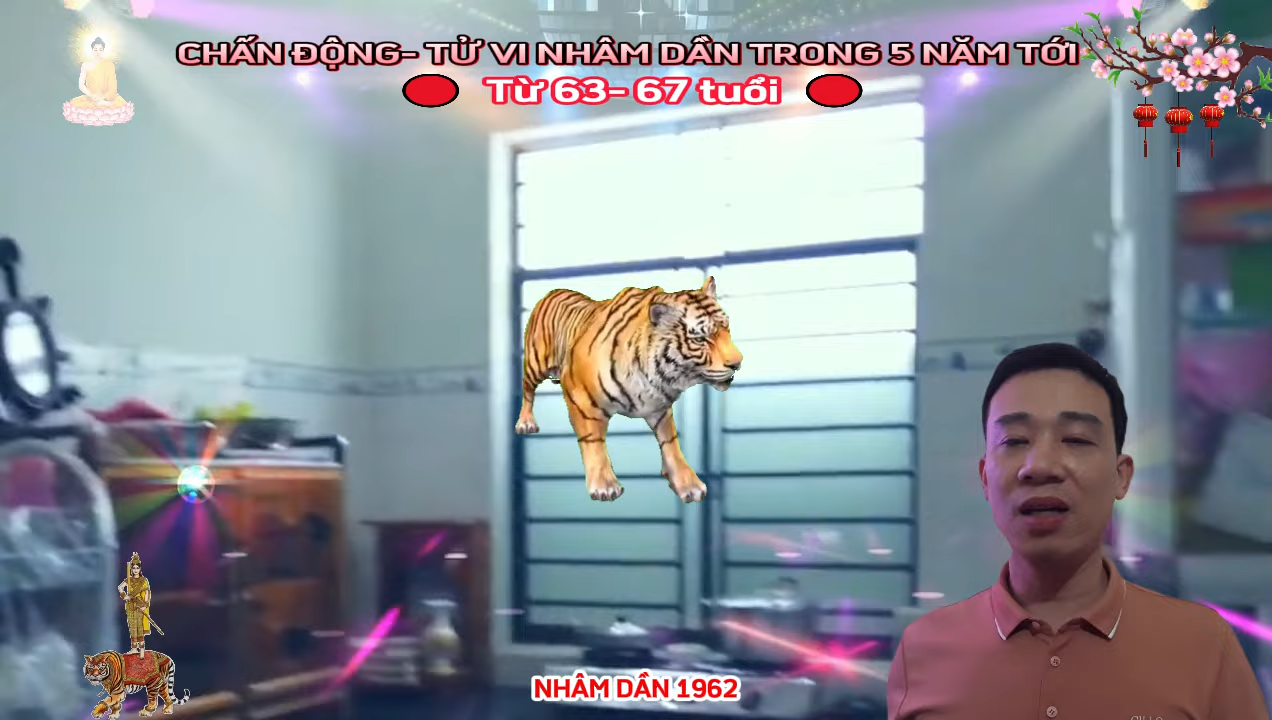 CHẤN ĐỘNG- TỬ VI NHÂM DẦN TRONG 5 NĂM TỚI
Từ 63- 67 tuổi
NHÂM DẦN 1962